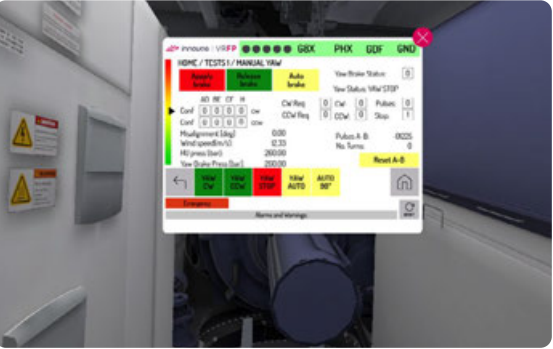 innovae | VRFP GBX PHX GDF GND
HOME / TESTS 1 / MANUAL YAW
Apply brake Release brake Auto brake Yaw Brake Status: 0
Yaw Status: YAW STOP
AD BE CF H
Conf 0 0 0 0 CW CW Req 0 CW: 0 Pulses 0
Conf 0 0 0 0 CCW CCW Req 0 CCW: 0 Stop 1
Misalignment (deg) 0.00
Wind speed(m/s) 12.33 Pulses A-B:
HU press (bar) 260.00 No. Turns: 0
Yaw Brake Press (bar) 200.00 Reset A-B
YAW CW YAW CCW YAW STOP YAW AUTO AUTO 90º
Emergency
Alarms and Warnings